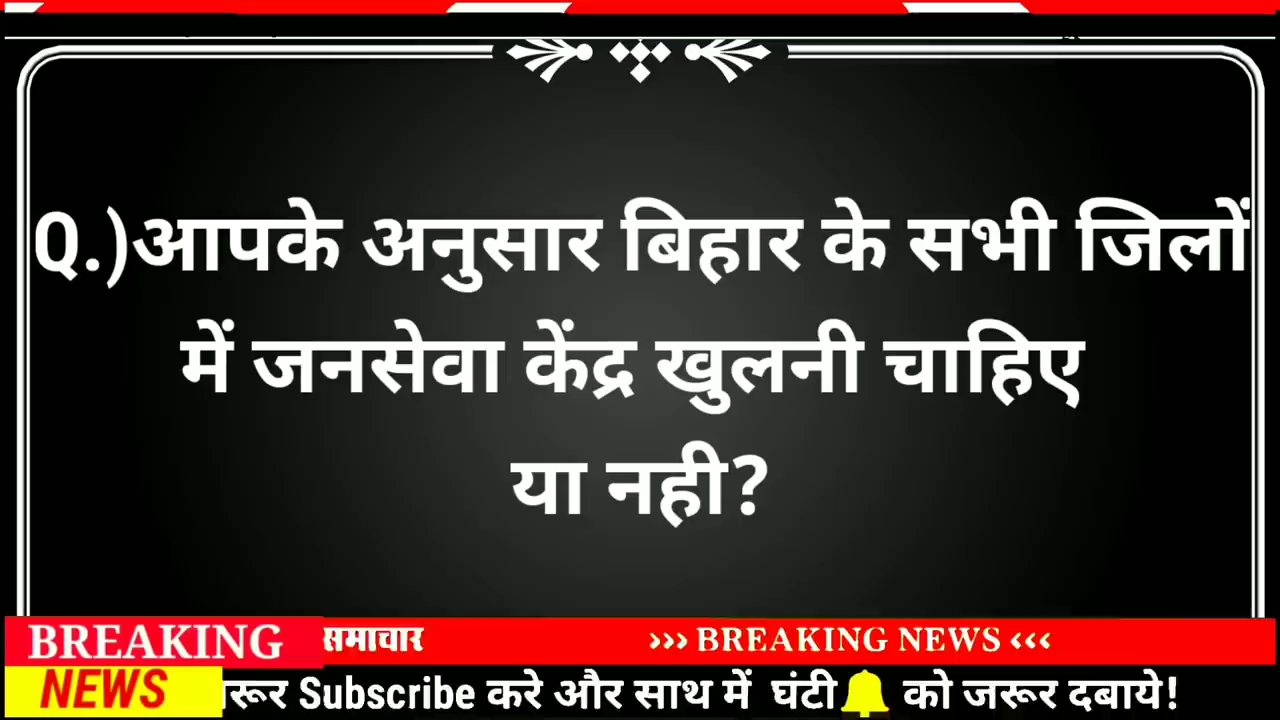 Q.)आपके अनुसार बिहार के सभी जिलों
में जनसेवा केंद्र खुलनी चाहिए
या नही?
BREAKING
NEWS
समाचार
››› BREAKING NEWS ‹‹‹
Subscribe करे और साथ में घंटी🔔 को जरूर दबाये!